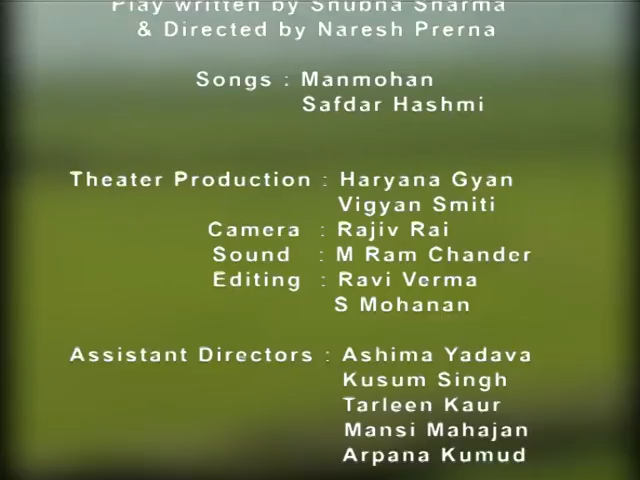 Play written by Shubha Sharma
& Directed by Naresh Prerna
Songs : Manmohan
Safdar Hashmi
Theater Production : Haryana Gyan
Vigyan Smiti
Camera : Rajiv Rai
Sound : M Ram Chander
Editing : Ravi Verma
S Mohanan
Assistant Directors : Ashima Yadava
Kusum Singh
Tarleen Kaur
Mansi Mahajan
Arpana Kumud